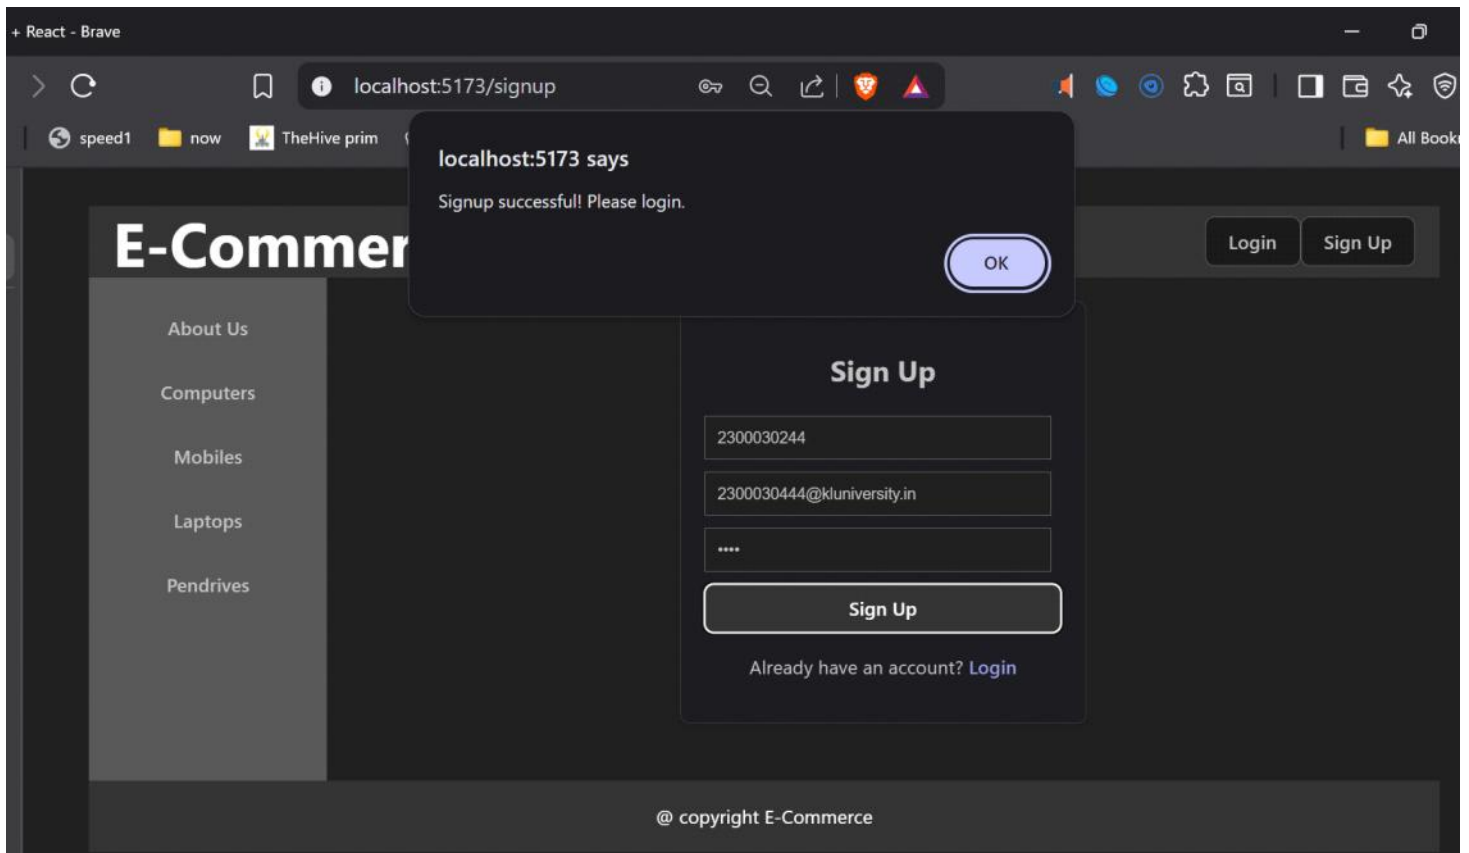 + React - Brave
localhost:5173/signup
speed1 now TheHive prim
All Book
localhost:5173 says
Signup successful! Please login.
OK
E-Commer
Login Sign Up
About Us
Computers
Mobiles
Laptops
Pendrives
Sign Up
2300030244
2300030444@kluniversity.in
••••
Sign Up
Already have an account? Login
@ copyright E-Commerce